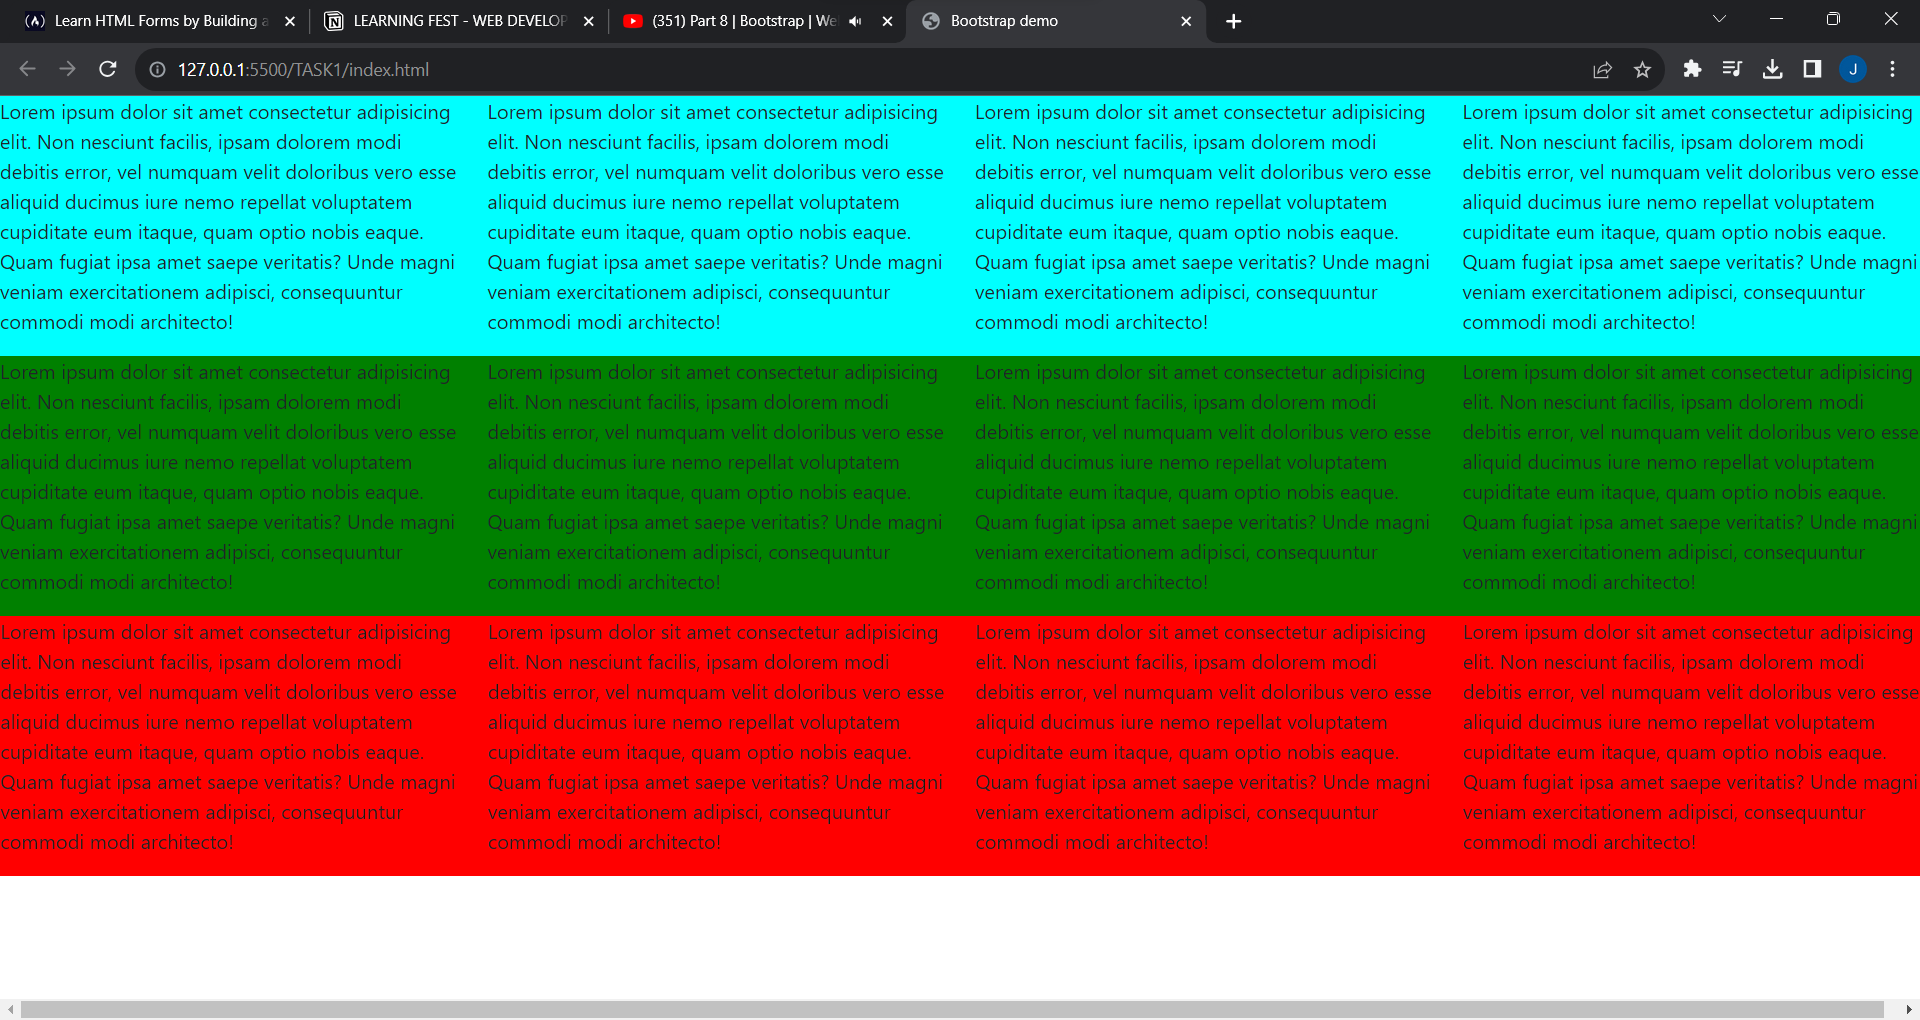 Learn HTML Forms by Building a
LEARNING FEST - WEB DEVELOP
(351) Part 8 | Bootstrap | We
Bootstrap demo
127.0.0.1:5500/TASK1/index.html
J
Lorem ipsum dolor sit amet consectetur adipisicing
elit. Non nesciunt facilis, ipsam dolorem modi
debitis error, vel numquam velit doloribus vero esse
aliquid ducimus iure nemo repellat voluptatem
cupiditate eum itaque, quam optio nobis eaque.
Quam fugiat ipsa amet saepe veritatis? Unde magni
veniam exercitationem adipisci, consequuntur
commodi modi architecto!
Lorem ipsum dolor sit amet consectetur adipisicing
elit. Non nesciunt facilis, ipsam dolorem modi
debitis error, vel numquam velit doloribus vero esse
aliquid ducimus iure nemo repellat voluptatem
cupiditate eum itaque, quam optio nobis eaque.
Quam fugiat ipsa amet saepe veritatis? Unde magni
veniam exercitationem adipisci, consequuntur
commodi modi architecto!
Lorem ipsum dolor sit amet consectetur adipisicing
elit. Non nesciunt facilis, ipsam dolorem modi
debitis error, vel numquam velit doloribus vero esse
aliquid ducimus iure nemo repellat voluptatem
cupiditate eum itaque, quam optio nobis eaque.
Quam fugiat ipsa amet saepe veritatis? Unde magni
veniam exercitationem adipisci, consequuntur
commodi modi architecto!
Lorem ipsum dolor sit amet consectetur adipisicing
elit. Non nesciunt facilis, ipsam dolorem modi
debitis error, vel numquam velit doloribus vero esse
aliquid ducimus iure nemo repellat voluptatem
cupiditate eum itaque, quam optio nobis eaque.
Quam fugiat ipsa amet saepe veritatis? Unde magni
veniam exercitationem adipisci, consequuntur
commodi modi architecto!
Lorem ipsum dolor sit amet consectetur adipisicing
elit. Non nesciunt facilis, ipsam dolorem modi
debitis error, vel numquam velit doloribus vero esse
aliquid ducimus iure nemo repellat voluptatem
cupiditate eum itaque, quam optio nobis eaque.
Quam fugiat ipsa amet saepe veritatis? Unde magni
veniam exercitationem adipisci, consequuntur
commodi modi architecto!
Lorem ipsum dolor sit amet consectetur adipisicing
elit. Non nesciunt facilis, ipsam dolorem modi
debitis error, vel numquam velit doloribus vero esse
aliquid ducimus iure nemo repellat voluptatem
cupiditate eum itaque, quam optio nobis eaque.
Quam fugiat ipsa amet saepe veritatis? Unde magni
veniam exercitationem adipisci, consequuntur
commodi modi architecto!
Lorem ipsum dolor sit amet consectetur adipisicing
elit. Non nesciunt facilis, ipsam dolorem modi
debitis error, vel numquam velit doloribus vero esse
aliquid ducimus iure nemo repellat voluptatem
cupiditate eum itaque, quam optio nobis eaque.
Quam fugiat ipsa amet saepe veritatis? Unde magni
veniam exercitationem adipisci, consequuntur
commodi modi architecto!
Lorem ipsum dolor sit amet consectetur adipisicing
elit. Non nesciunt facilis, ipsam dolorem modi
debitis error, vel numquam velit doloribus vero esse
aliquid ducimus iure nemo repellat voluptatem
cupiditate eum itaque, quam optio nobis eaque.
Quam fugiat ipsa amet saepe veritatis? Unde magni
veniam exercitationem adipisci, consequuntur
commodi modi architecto!
Lorem ipsum dolor sit amet consectetur adipisicing
elit. Non nesciunt facilis, ipsam dolorem modi
debitis error, vel numquam velit doloribus vero esse
aliquid ducimus iure nemo repellat voluptatem
cupiditate eum itaque, quam optio nobis eaque.
Quam fugiat ipsa amet saepe veritatis? Unde magni
veniam exercitationem adipisci, consequuntur
commodi modi architecto!
Lorem ipsum dolor sit amet consectetur adipisicing
elit. Non nesciunt facilis, ipsam dolorem modi
debitis error, vel numquam velit doloribus vero esse
aliquid ducimus iure nemo repellat voluptatem
cupiditate eum itaque, quam optio nobis eaque.
Quam fugiat ipsa amet saepe veritatis? Unde magni
veniam exercitationem adipisci, consequuntur
commodi modi architecto!
Lorem ipsum dolor sit amet consectetur adipisicing
elit. Non nesciunt facilis, ipsam dolorem modi
debitis error, vel numquam velit doloribus vero esse
aliquid ducimus iure nemo repellat voluptatem
cupiditate eum itaque, quam optio nobis eaque.
Quam fugiat ipsa amet saepe veritatis? Unde magni
veniam exercitationem adipisci, consequuntur
commodi modi architecto!
Lorem ipsum dolor sit amet consectetur adipisicing
elit. Non nesciunt facilis, ipsam dolorem modi
debitis error, vel numquam velit doloribus vero esse
aliquid ducimus iure nemo repellat voluptatem
cupiditate eum itaque, quam optio nobis eaque.
Quam fugiat ipsa amet saepe veritatis? Unde magni
veniam exercitationem adipisci, consequuntur
commodi modi architecto!